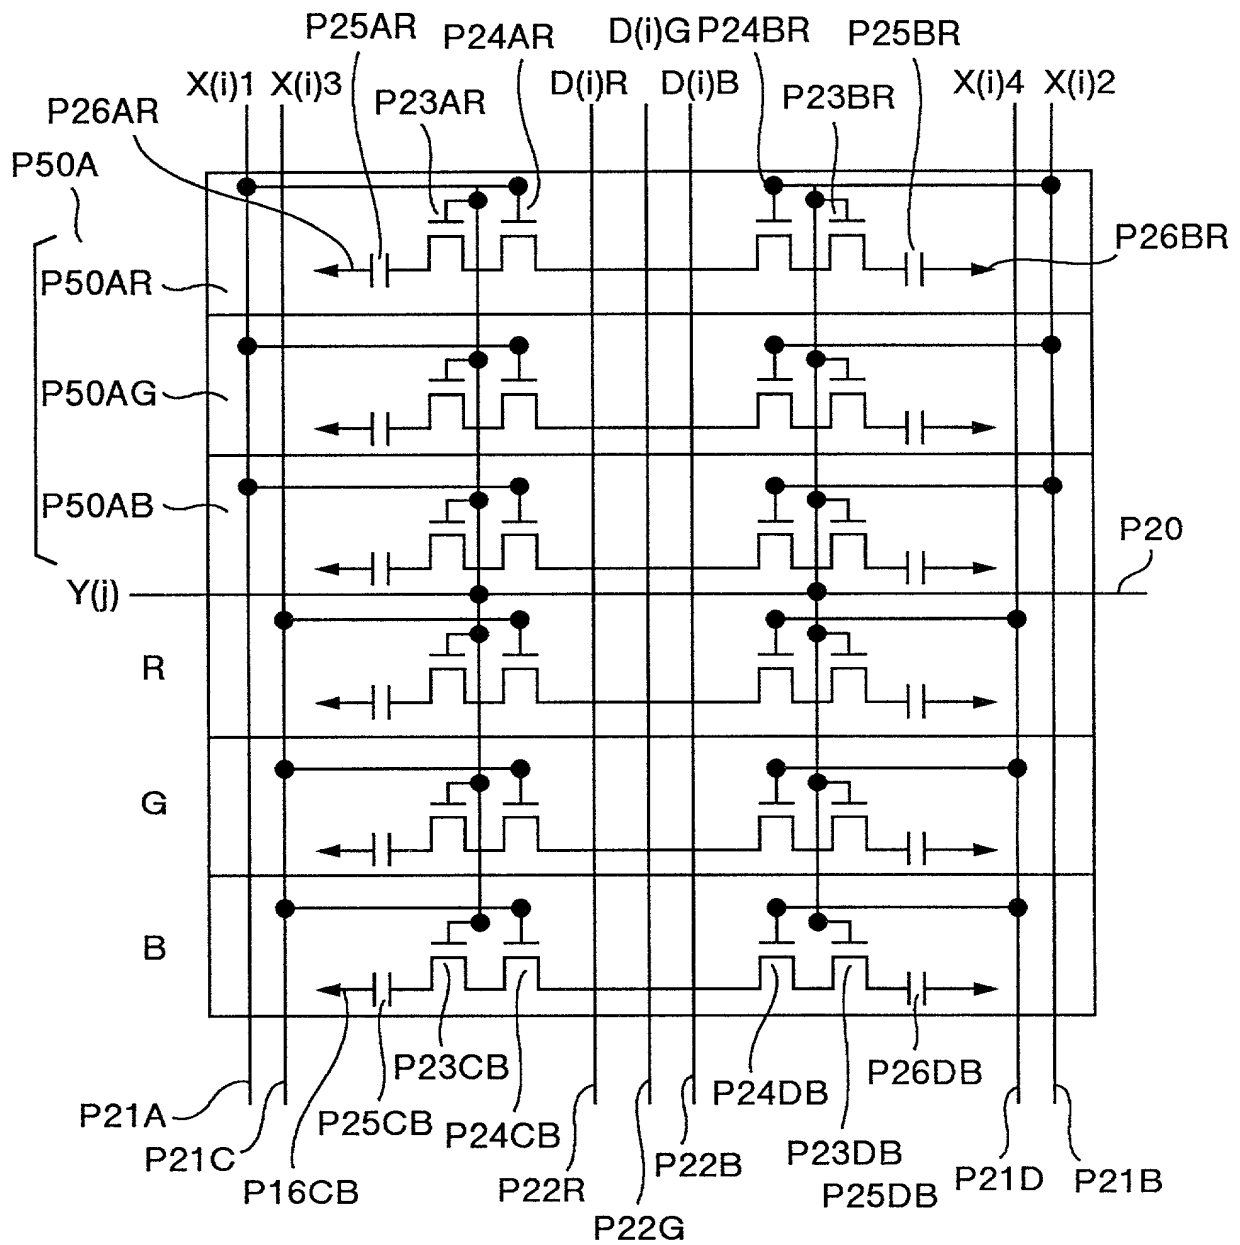 P25AR P24AR D(i)G P24BR P25BR
X(i)1 X(i)3 D(i)R D(i)B X(i)4 X(i)2
P26AR P23AR P23BR
P50A
P26BR
P50AR
P50AG
P50AB
P20
Y(j)
R
G
B
P23CB P24DB P26DB
P21A P25CB P24CB
P21C P22B P23DB P21D P21B
P16CB P22R P25DB
P22G